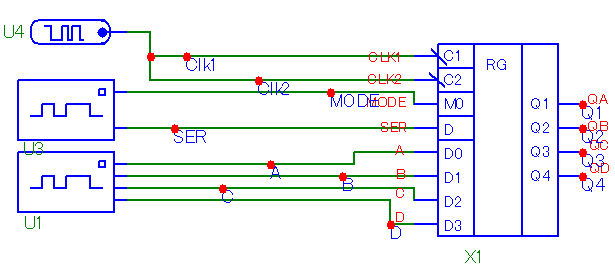 U4
Clk1
CLK1
C1
RG
Clk2
CLK2
C2
MODE
MODE
M0
Q1
QA
Q1
SER
SER
D
Q2
QB
Q2
U3
A
A
D0
Q3
QC
Q3
B
B
D1
Q4
QD
Q4
C
C
D2
U1
D
D
D3
X1